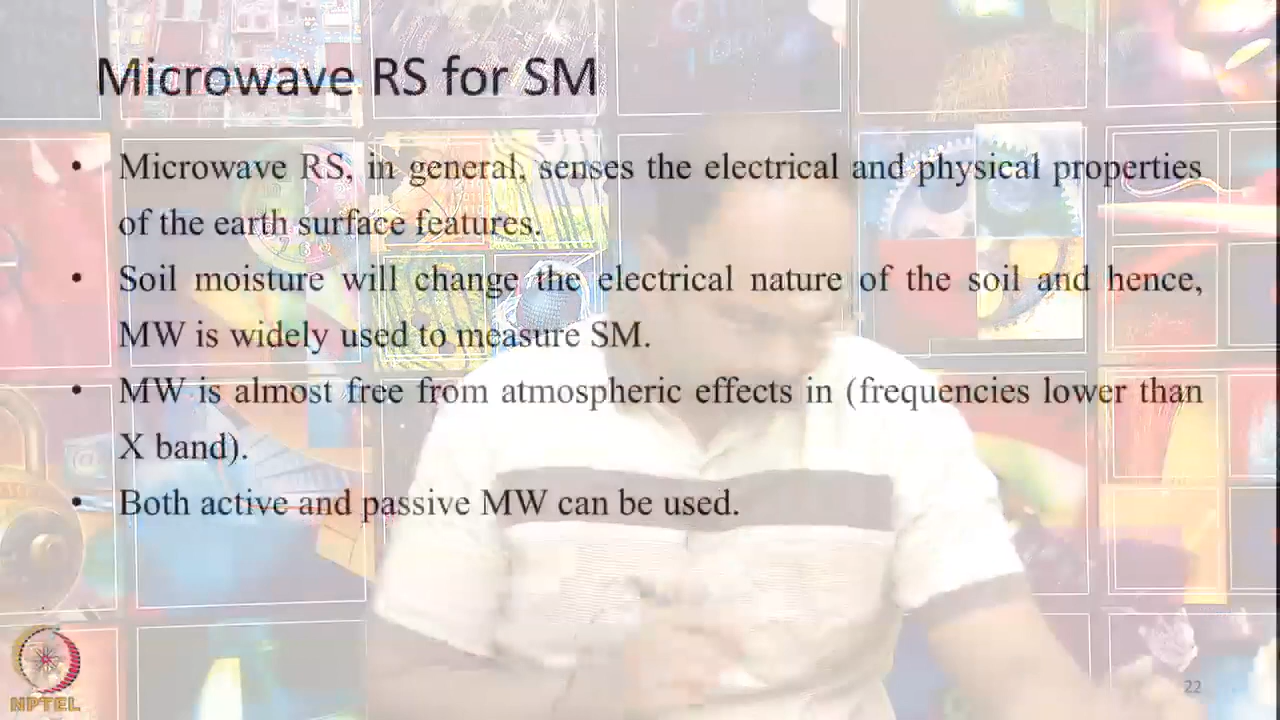 Microwave RS for SM
• Microwave RS, in general, senses the electrical and physical properties
of the earth surface features.
• Soil moisture will change the electrical nature of the soil and hence,
MW is widely used to measure SM.
• MW is almost free from atmospheric effects in (frequencies lower than
X band).
• Both active and passive MW can be used.
22
NPTEL